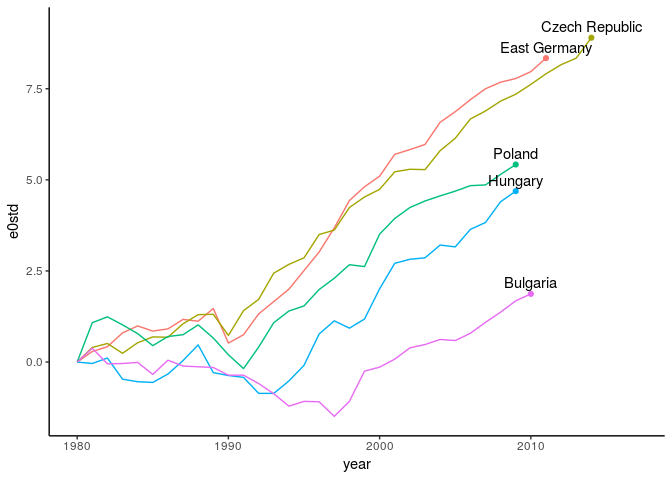 Czech Republic
East Germany
7.5
Poland
5.0
Hungary
e0std
2.5
Bulgaria
0.0
1980 1990 2000 2010
year